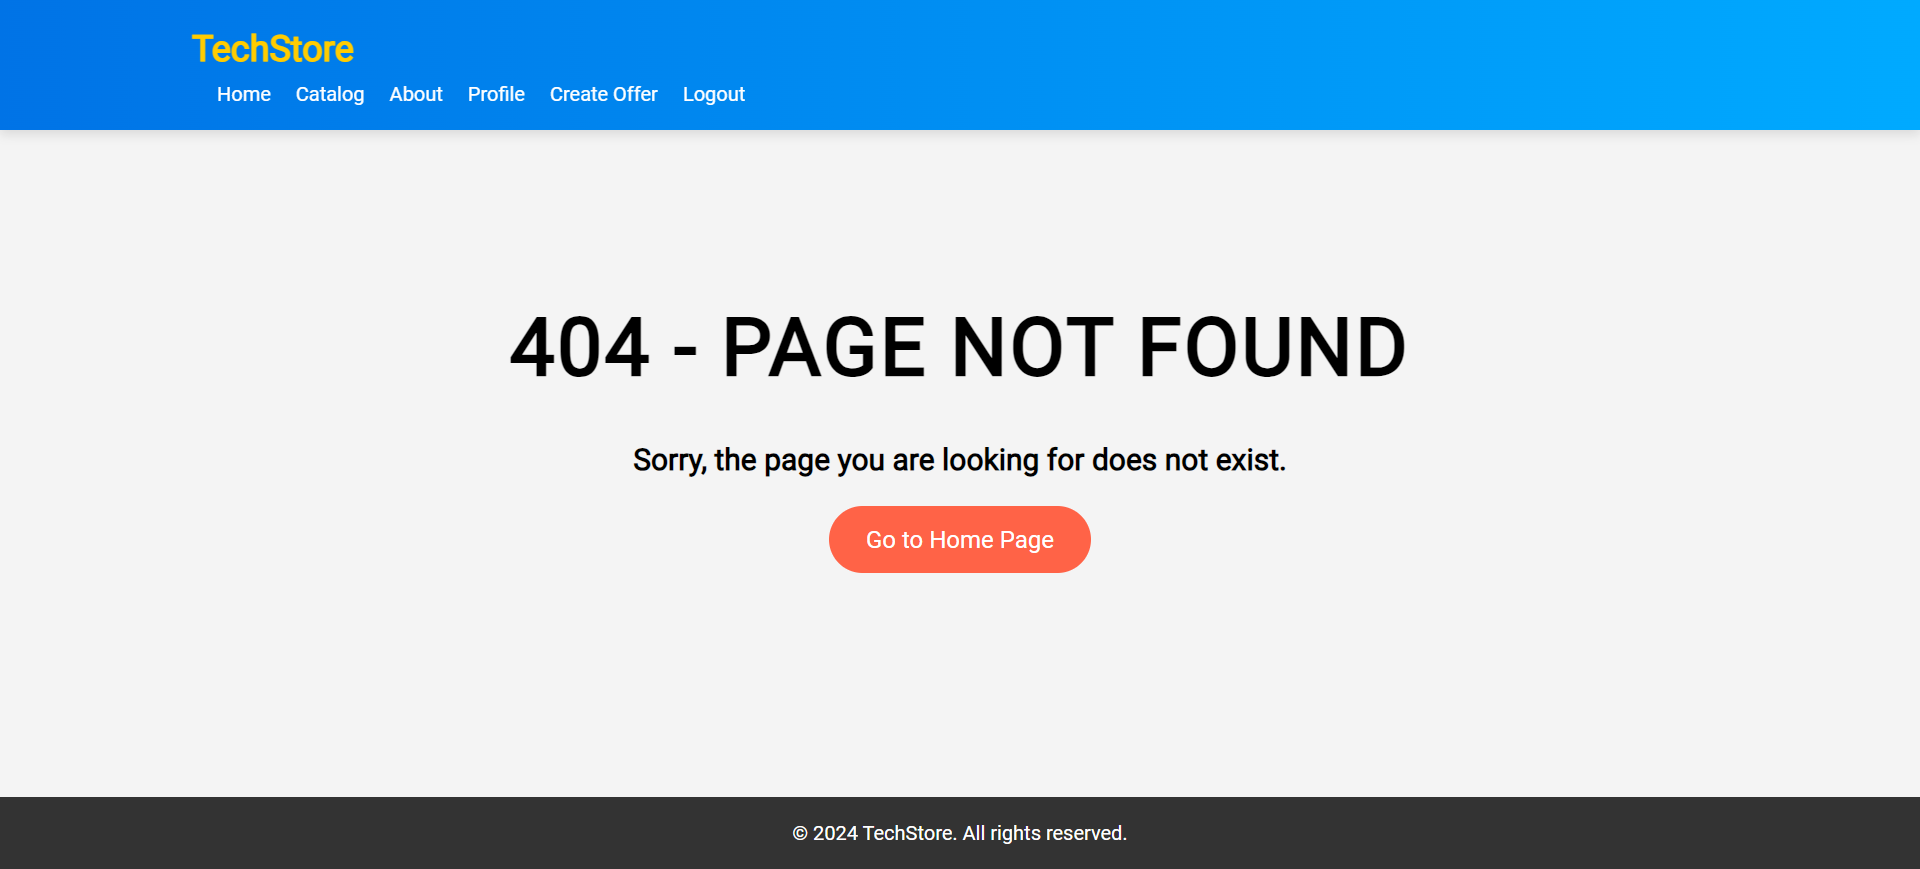 TechStore
Home Catalog About Profile Create Offer Logout
404 - PAGE NOT FOUND
Sorry, the page you are looking for does not exist.
Go to Home Page
© 2024 TechStore. All rights reserved.